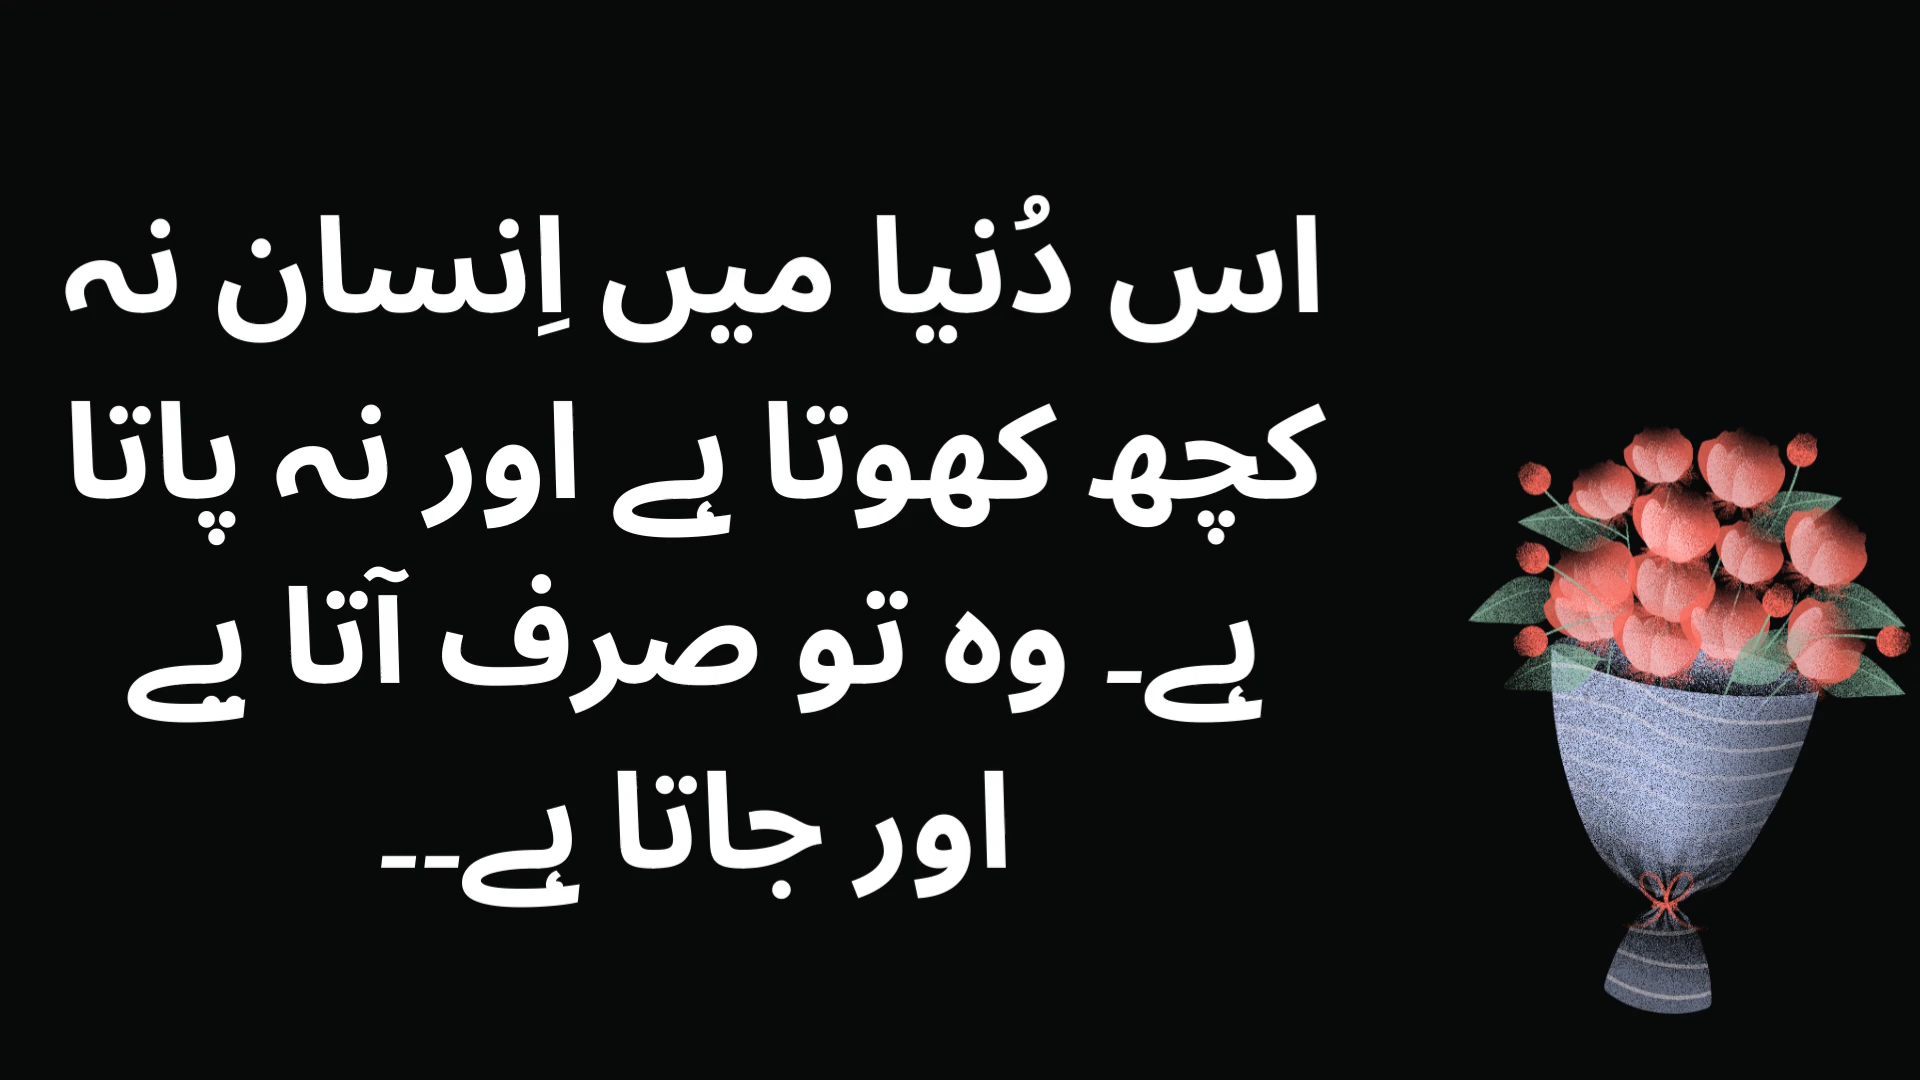 اس دُنیا میں اِنسان نہ
کچھ کھوتا ہے اور نہ پاتا
ہے۔ وہ تو صرف آتا یے
اور جاتا ہے۔۔